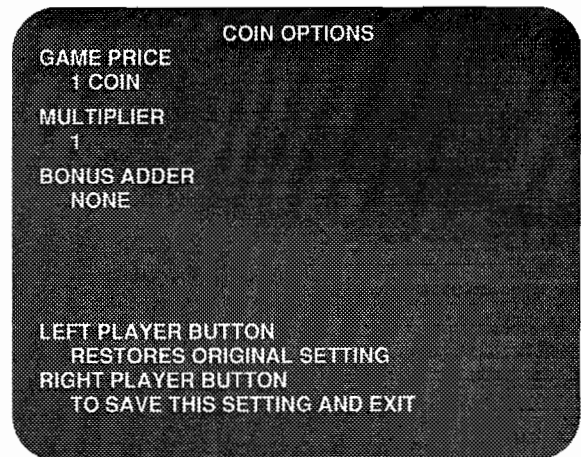 COIN OPTIONS
GAME PRICE
1 COIN
MULTIPLIER
1
BONUS ADDER
NONE
LEFT PLAYER BUTTON
RESTORES ORIGINAL SETTING
RIGHT PLAYER BUTTON
TO SAVE THIS SETTING AND EXIT